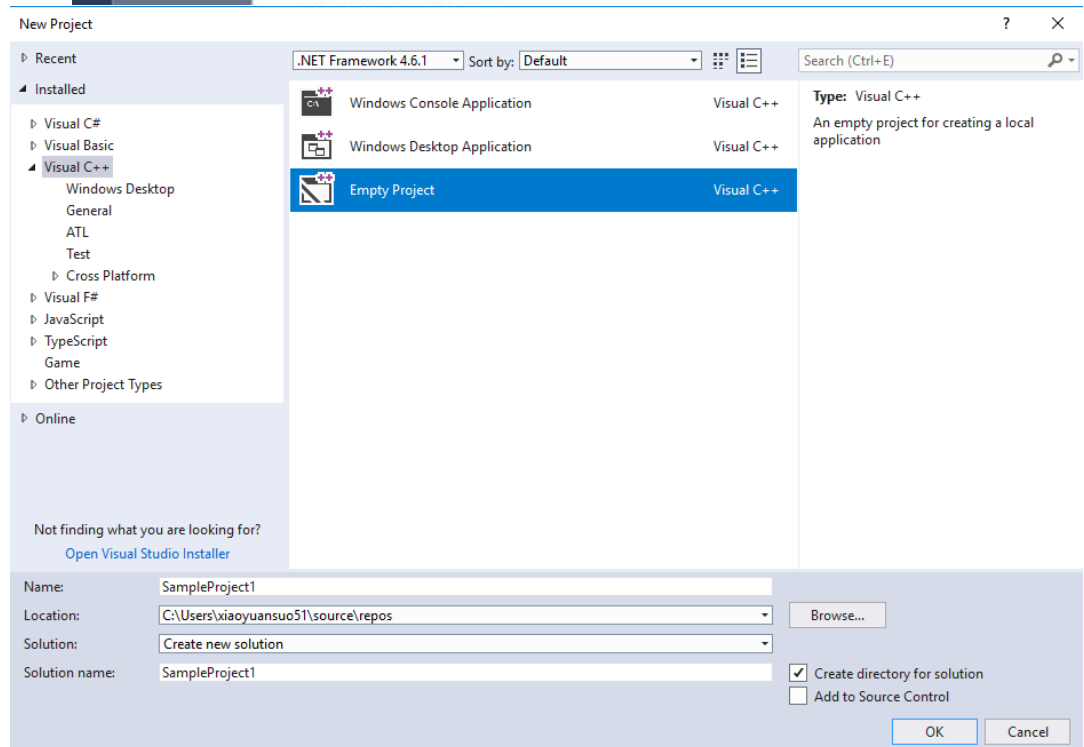 New Project
? ×
Recent
.NET Framework 4.6.1 Sort by: Default
Search (Ctrl+E)
Installed
Visual C#
Visual Basic
Visual C++
Windows Desktop
General
ATL
Test
Cross Platform
Visual F#
JavaScript
TypeScript
Game
Other Project Types
Online
Not finding what you are looking for?
Open Visual Studio Installer
C:\ Windows Console Application Visual C++
Windows Desktop Application Visual C++
Empty Project Visual C++
Type: Visual C++
An empty project for creating a local
application
Name: SampleProject1
Location: C:\Users\xiaoyuansuo51\source\repos Browse...
Solution: Create new solution
Solution name: SampleProject1
Create directory for solution
Add to Source Control
OK Cancel